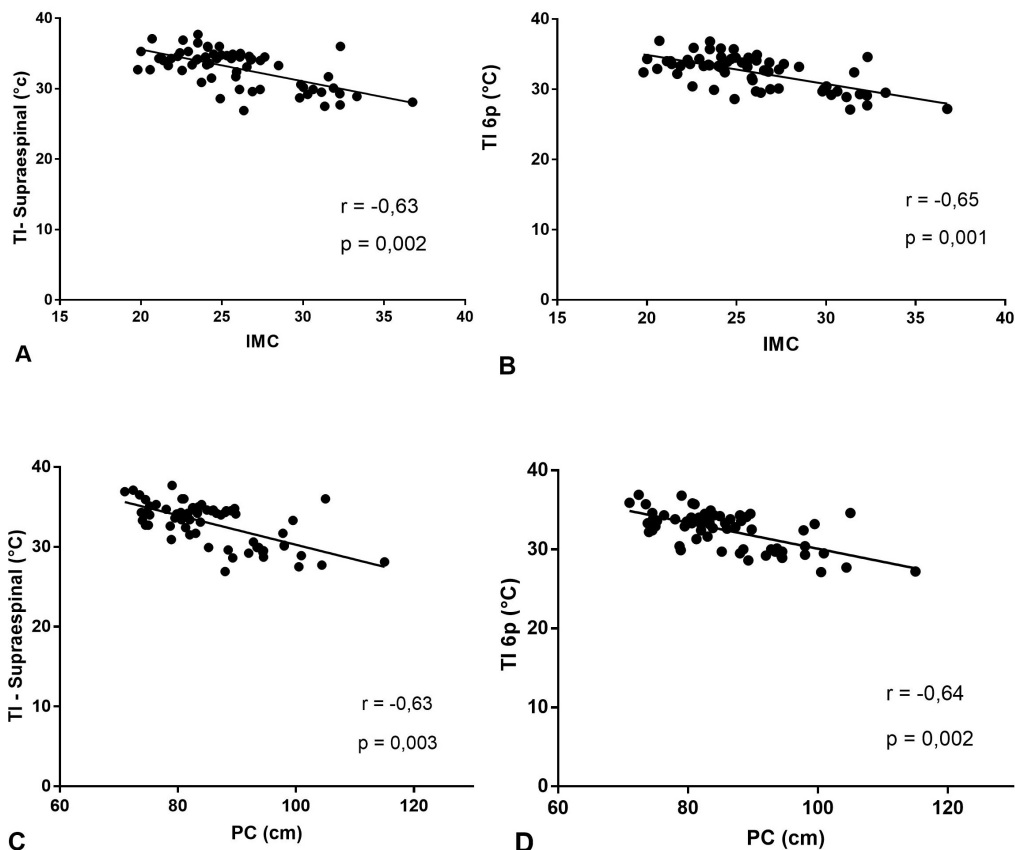 40
30
20
10
0
TI- Supraespinal (°c)
r = -0,63
p = 0,002
15
20
25
30
35
40
IMC
A
40
30
20
10
0
TI 6p (°C)
r = -0,65
p = 0,001
15
20
25
30
35
40
IMC
B
40
30
20
10
0
TI - Supraespinal (°C)
r = -0,63
p = 0,003
60
80
100
120
PC (cm)
C
40
30
20
10
0
TI 6p (°C)
r = -0,64
p = 0,002
60
80
100
120
PC (cm)
D